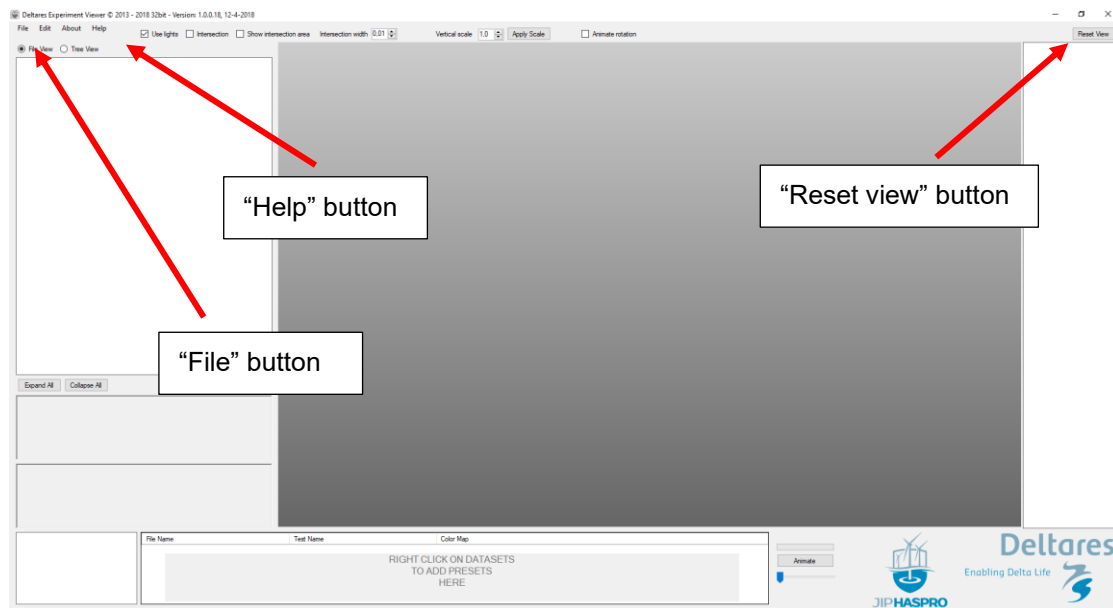 Deltares Experiment Viewer © 2013 - 2018 32bit - Version: 1.0.0.18, 12-4-2018
File Edit About Help
Use lights Intersection Show intersection area Intersection width 0.01 Vertical scale 1.0 Apply Scale Animate rotation Reset View
File View Tree View
"Help" button
"Reset view" button
"File" button
Expand All Collapse All
File Name Test Name Color Map
RIGHT CLICK ON DATASETS
TO ADD PRESETS
HERE
Animate
JIPHASPRO
Deltares
Enabling Delta Life